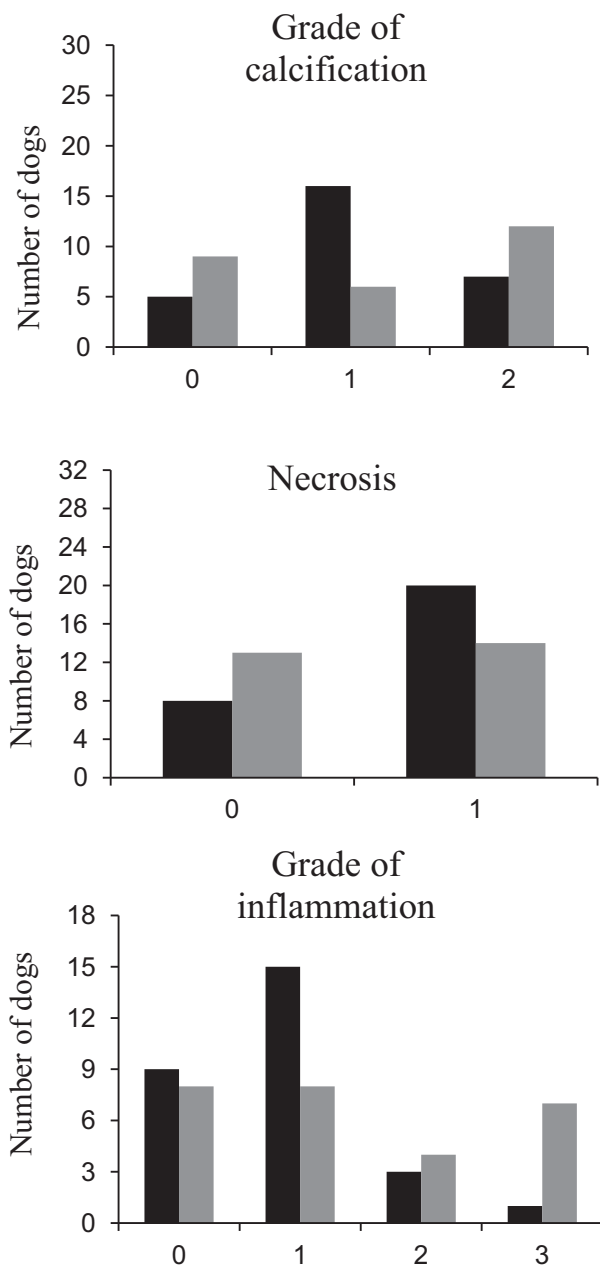 Grade of
calcification
Number of dogs
30
25
20
15
10
5
0
0 1 2
Necrosis
Number of dogs
32
28
24
20
16
12
8
4
0
0 1
Grade of
inflammation
Number of dogs
18
15
12
9
6
3
0
0 1 2 3